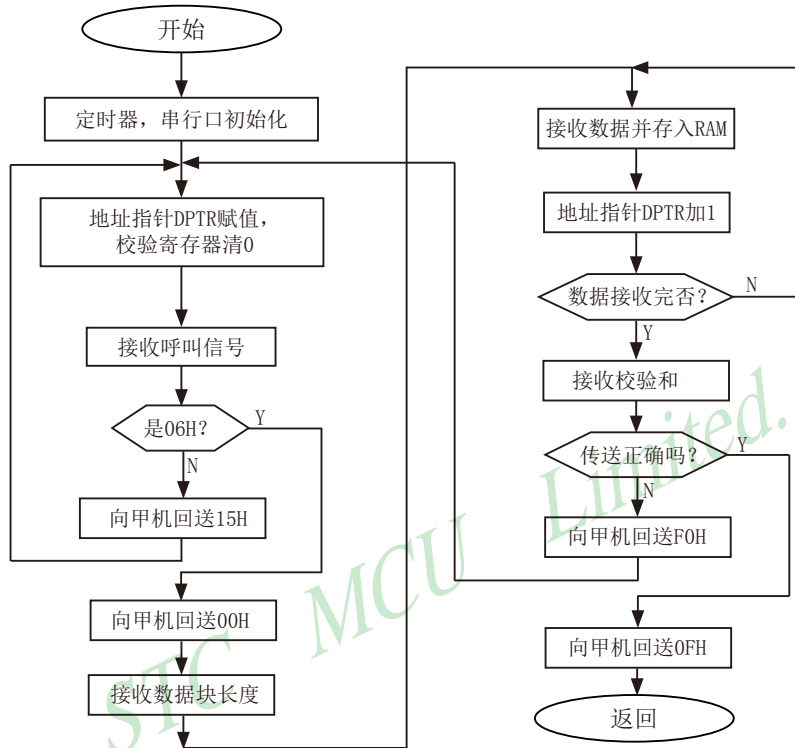 开始
定时器，串行口初始化
地址指针DPTR赋值，
校验寄存器清0
接收呼叫信号
是06H？
Y
N
向甲机回送15H
向甲机回送00H
接收数据块长度
接收数据并存入RAM
地址指针DPTR加1
数据接收完否？
N
Y
接收校验和
传送正确吗？
Y
N
向甲机回送F0H
向甲机回送0FH
返回
STC MCU Limited.